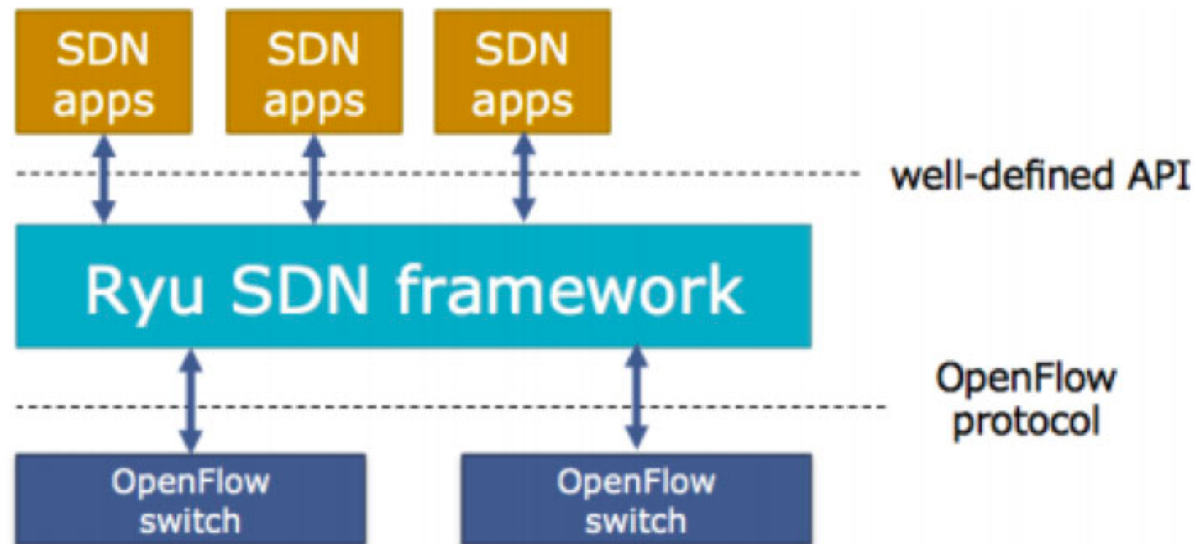 SDN
apps
SDN
apps
SDN
apps
well-defined API
Ryu SDN framework
OpenFlow
protocol
OpenFlow
switch
OpenFlow
switch